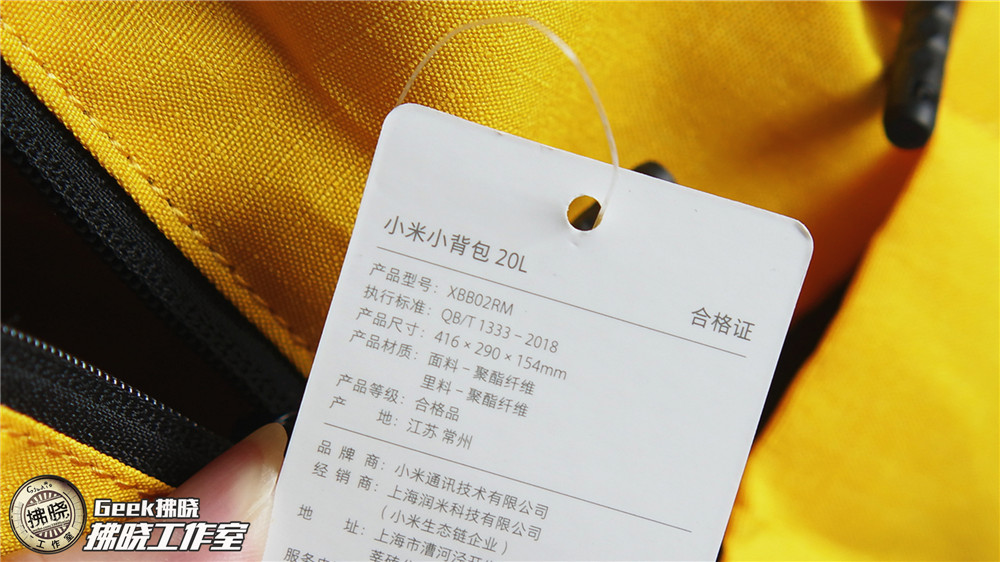 小米小背包 20L
合格证
产品型号：XBB02RM
执行标准：QB/T 1333－2018
产品尺寸：416×290×154mm
产品材质：面料－聚酯纤维
里料－聚酯纤维
产品等级：合格品
产 地：江苏 常州
品 牌 商：小米通讯技术有限公司
经 销 商：上海润米科技有限公司
（小米生态链企业）
地 址：上海市漕河泾开
Geek拂晓
拂晓工作室
拂晓
工作室